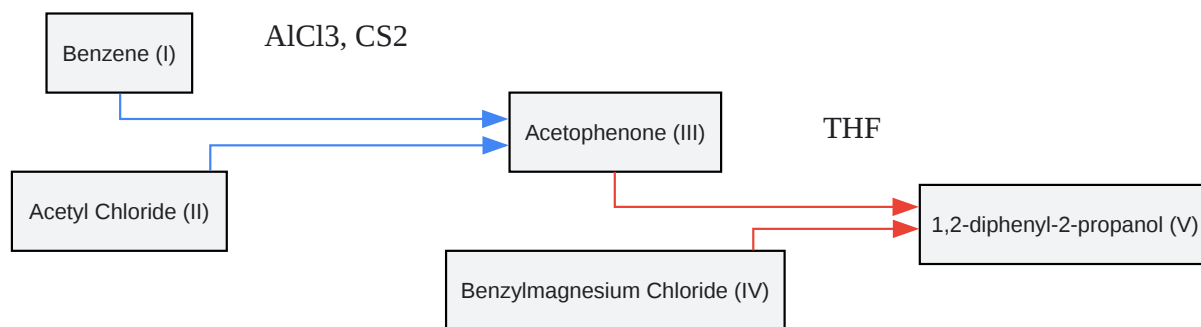 Benzene (I)
AlCl3, CS2
Acetophenone (III)
THF
Acetyl Chloride (II)
1,2-diphenyl-2-propanol (V)
Benzylmagnesium Chloride (IV)